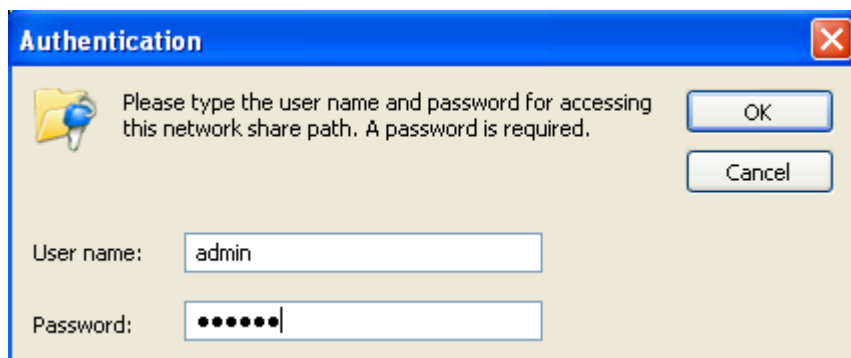 Authentication
Please type the user name and password for accessing
this network share path. A password is required.
OK
Cancel
User name:
admin
Password:
●●●●●●